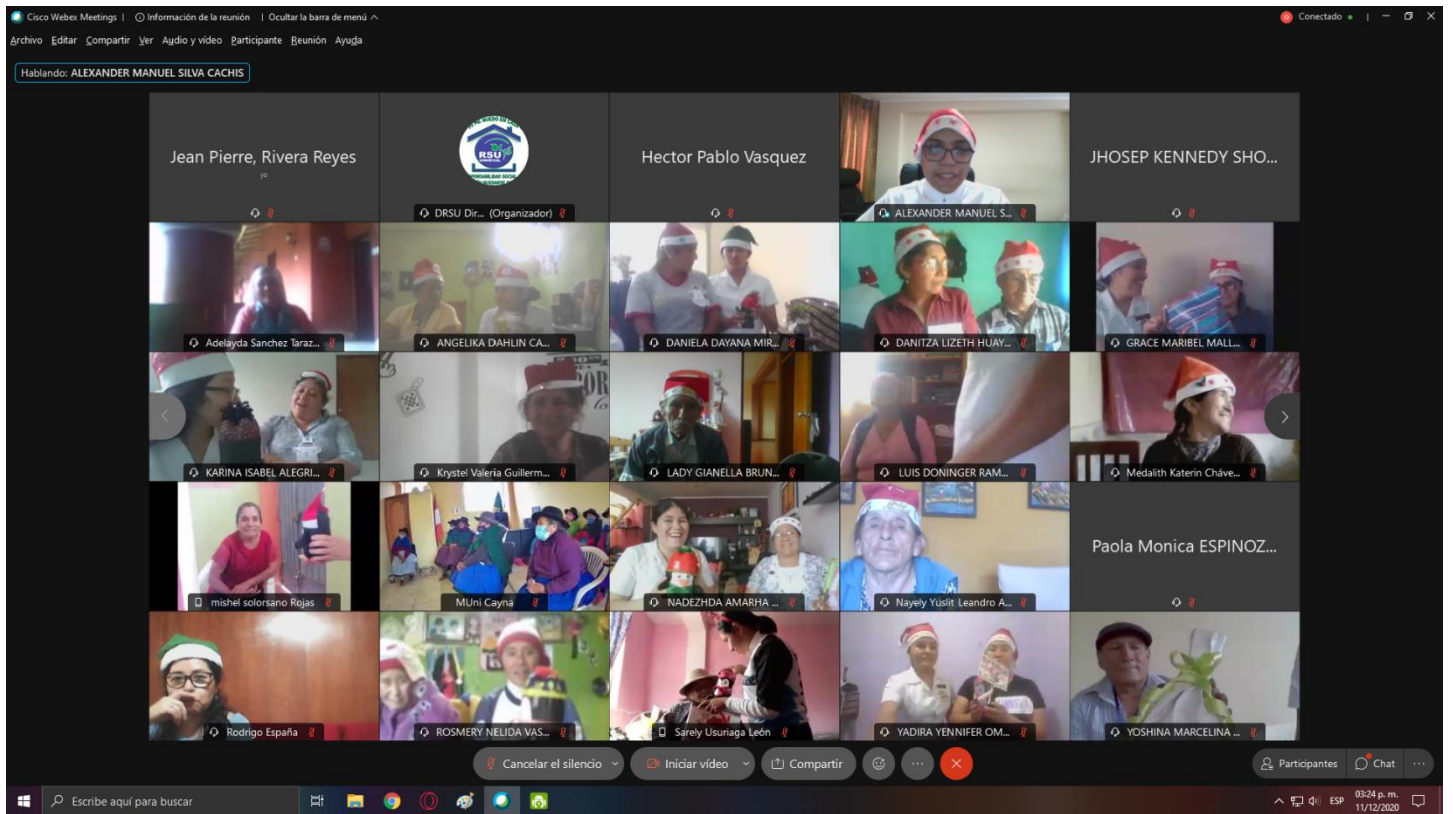 Cisco Webex Meetings | Información de la reunión | Ocultar la barra de menú
Conectado
Archivo Editar Compartir Ver Audio y vídeo Participante Reunión Ayuda
Hablando: ALEXANDER MANUEL SILVA CACHIS
Jean Pierre, Rivera Reyes
yo
RSU
DRSU Dir... (Organizador)
Hector Pablo Vasquez
ALEXANDER MANUEL S...
JHOSEP KENNEDY SHO...
Adelayda Sanchez Taraz...
ANGELIKA DAHLIN CA...
DANIELA DAYANA MIR...
DANITZA LIZETH HUAY...
GRACE MARIBEL MALL...
KARINA ISABEL ALEGRI...
Krystel Valeria Guillerm...
LADY GIANELLA BRUN...
LUIS DONINGER RAM...
Medalith Katerin Cháve...
mishel solorsano Rojas
MUni Cayna
NADEZHDA AMARHA ...
Nayely Yuslit Leandro A...
Paola Monica ESPINOZ...
Rodrigo España
ROSMERY NELIDA VAS...
Sarely Usuriaga León
YADIRA YENNIFER OM...
YOSHINA MARCELINA ...
Cancelar el silencio
Iniciar vídeo
Compartir
Participantes
Chat
Escribe aquí para buscar
ESP
03:24 p. m.
11/12/2020